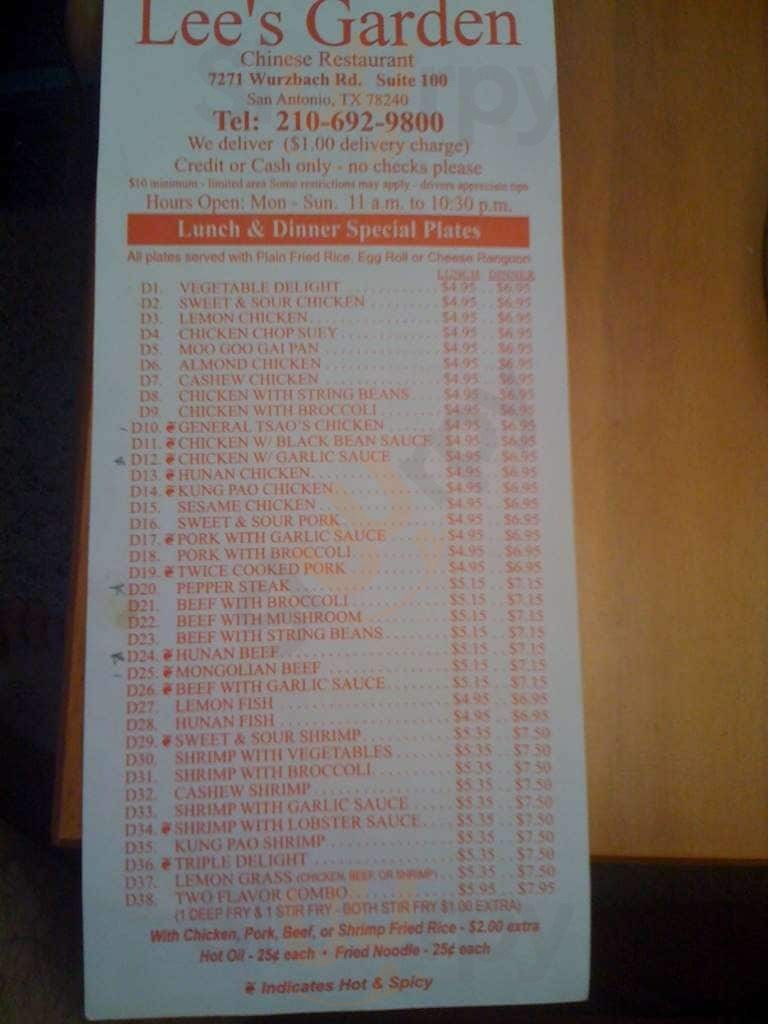 Lee's Garden
Chinese Restaurant
7271 Wurzbach Rd. Suite 100
San Antonio, TX 78240
Tel: 210-692-9800
We deliver ($1.00 delivery charge)
Credit or Cash only - no checks please
$10 minimum - limited area Some restrictions may apply - drivers appreciate tips
Hours Open: Mon - Sun. 11 a.m. to 10:30 p.m.
Lunch & Dinner Special Plates
All plates served with Plain Fried Rice, Egg Roll or Cheese Rangoon
LUNCH DINNER
D1. VEGETABLE DELIGHT $4.95 $6.95
D2. SWEET & SOUR CHICKEN $4.95 $6.95
D3. LEMON CHICKEN $4.95 $6.95
D4. CHICKEN CHOP SUEY $4.95 $6.95
D5. MOO GOO GAI PAN $4.95 $6.95
D6. ALMOND CHICKEN $4.95 $6.95
D7. CASHEW CHICKEN $4.95 $6.95
D8. CHICKEN WITH STRING BEANS $4.95 $6.95
D9. CHICKEN WITH BROCCOLI $4.95 $6.95
D10. GENERAL TSAO'S CHICKEN $4.95 $6.95
D11. CHICKEN W/ BLACK BEAN SAUCE $4.95 $6.95
D12. CHICKEN W/ GARLIC SAUCE $4.95 $6.95
D13. HUNAN CHICKEN $4.95 $6.95
D14. KUNG PAO CHICKEN $4.95 $6.95
D15. SESAME CHICKEN $4.95 $6.95
D16. SWEET & SOUR PORK $4.95 $6.95
D17. PORK WITH GARLIC SAUCE $4.95 $6.95
D18. PORK WITH BROCCOLI $4.95 $6.95
D19. TWICE COOKED PORK $4.95 $6.95
D20. PEPPER STEAK $5.15 $7.15
D21. BEEF WITH BROCCOLI $5.15 $7.15
D22. BEEF WITH MUSHROOM $5.15 $7.15
D23. BEEF WITH STRING BEANS $5.15 $7.15
D24. HUNAN BEEF $5.15 $7.15
D25. MONGOLIAN BEEF $5.15 $7.15
D26. BEEF WITH GARLIC SAUCE $5.15 $7.15
D27. LEMON FISH $4.95 $6.95
D28. HUNAN FISH $4.95 $6.95
D29. SWEET & SOUR SHRIMP $5.35 $7.50
D30. SHRIMP WITH VEGETABLES $5.35 $7.50
D31. SHRIMP WITH BROCCOLI $5.35 $7.50
D32. CASHEW SHRIMP $5.35 $7.50
D33. SHRIMP WITH GARLIC SAUCE $5.35 $7.50
D34. SHRIMP WITH LOBSTER SAUCE $5.35 $7.50
D35. KUNG PAO SHRIMP $5.35 $7.50
D36. TRIPLE DELIGHT $5.35 $7.50
D37. LEMON GRASS (CHICKEN, BEEF, OR SHRIMP) $5.35 $7.50
D38. TWO FLAVOR COMBO $5.95 $7.95
(1 DEEP FRY & 1 STIR FRY - BOTH STIR FRY $1.00 EXTRA)
With Chicken, Pork, Beef, or Shrimp Fried Rice - $2.00 extra
Hot Oil - 25¢ each • Fried Noodle - 25¢ each
Indicates Hot & Spicy